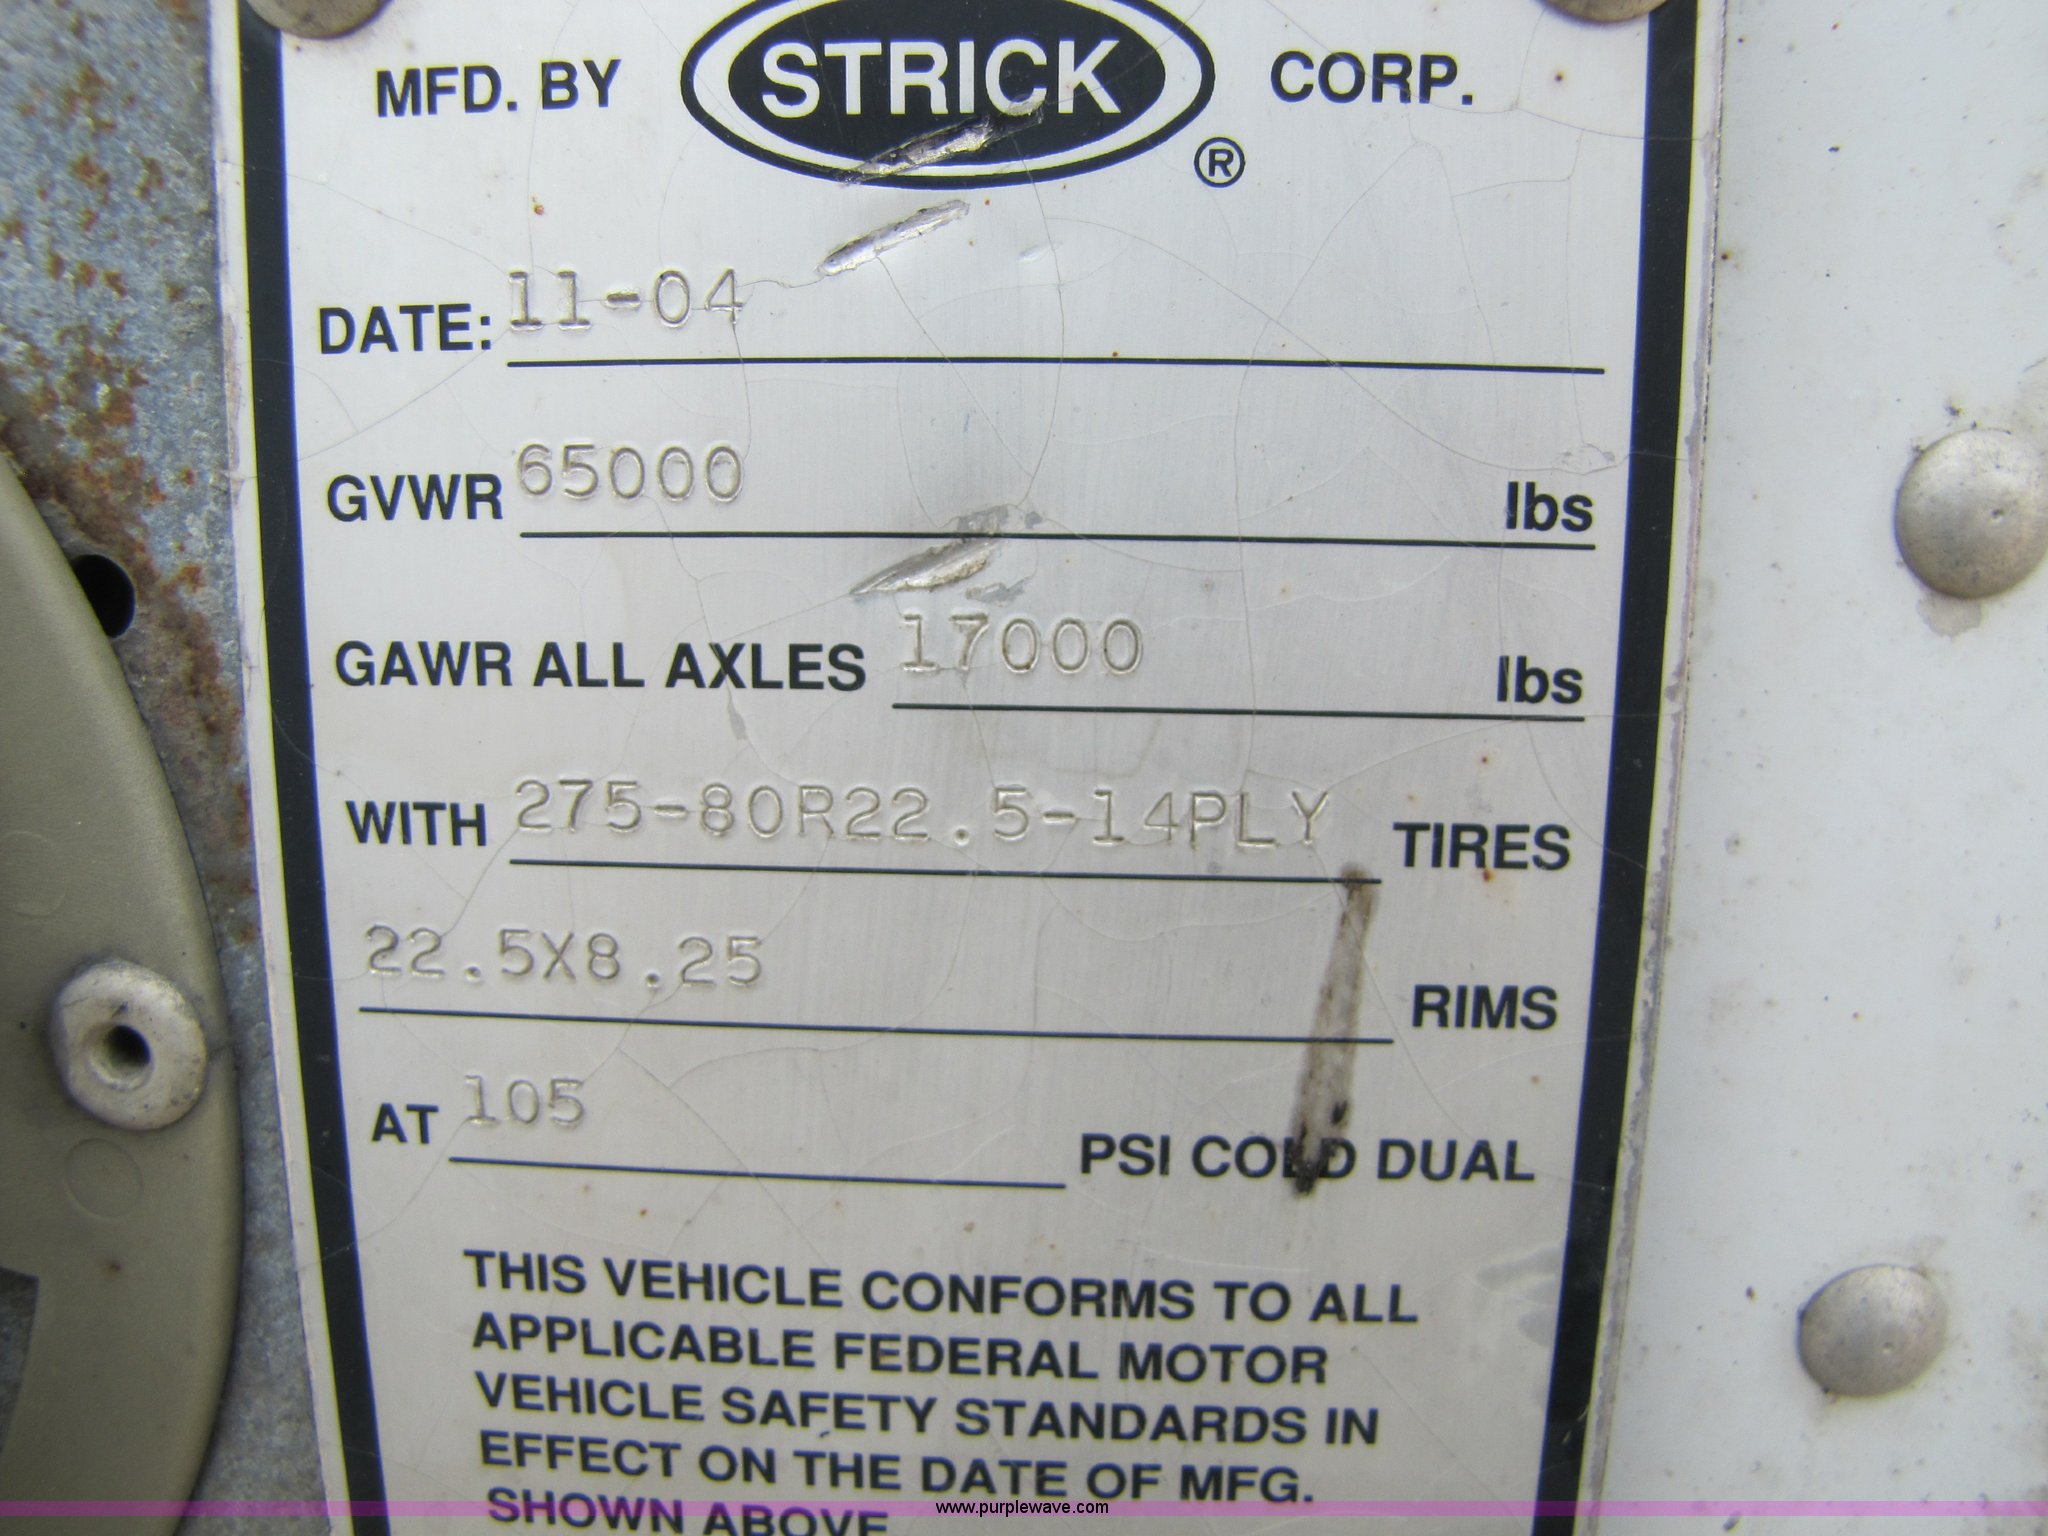 MFD. BY STRICK CORP.
®
DATE: 11-04
GVWR 65000 lbs
GAWR ALL AXLES 17000 lbs
WITH 275-80R22.5-14PLY TIRES
22.5X8.25 RIMS
AT 105 PSI COLD DUAL
THIS VEHICLE CONFORMS TO ALL
APPLICABLE FEDERAL MOTOR
VEHICLE SAFETY STANDARDS IN
EFFECT ON THE DATE OF MFG.
SHOWN ABOVE
www.purplewave.com